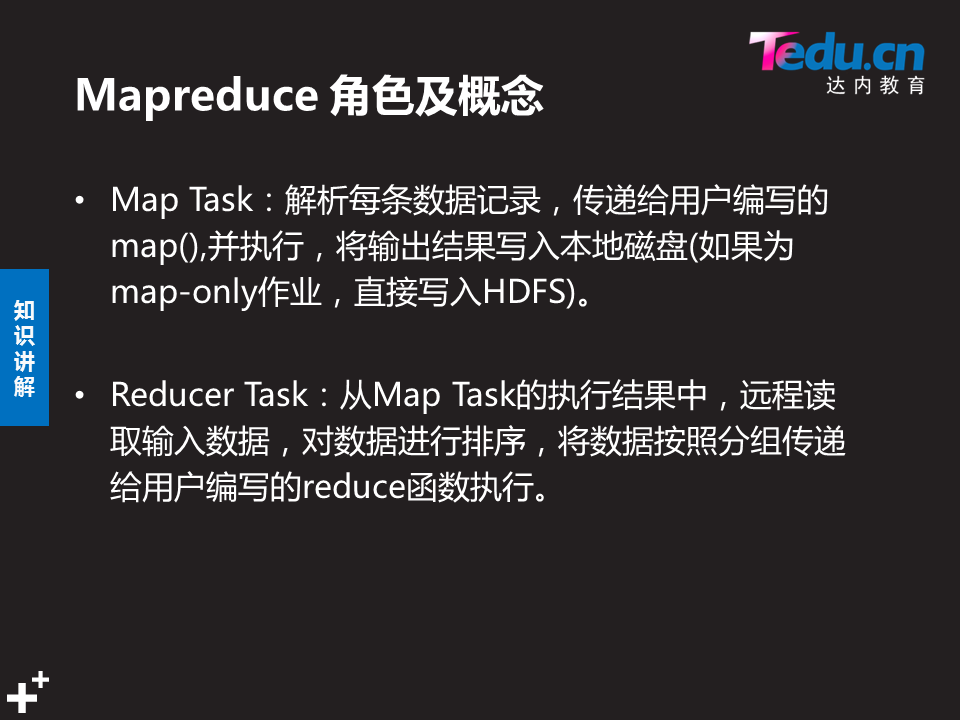 Tedu.cn
达内教育
Mapreduce 角色及概念
• Map Task：解析每条数据记录，传递给用户编写的
map(),并执行，将输出结果写入本地磁盘(如果为
map-only作业，直接写入HDFS)。
知
识
讲
解
• Reducer Task：从Map Task的执行结果中，远程读
取输入数据，对数据进行排序，将数据按照分组传递
给用户编写的reduce函数执行。